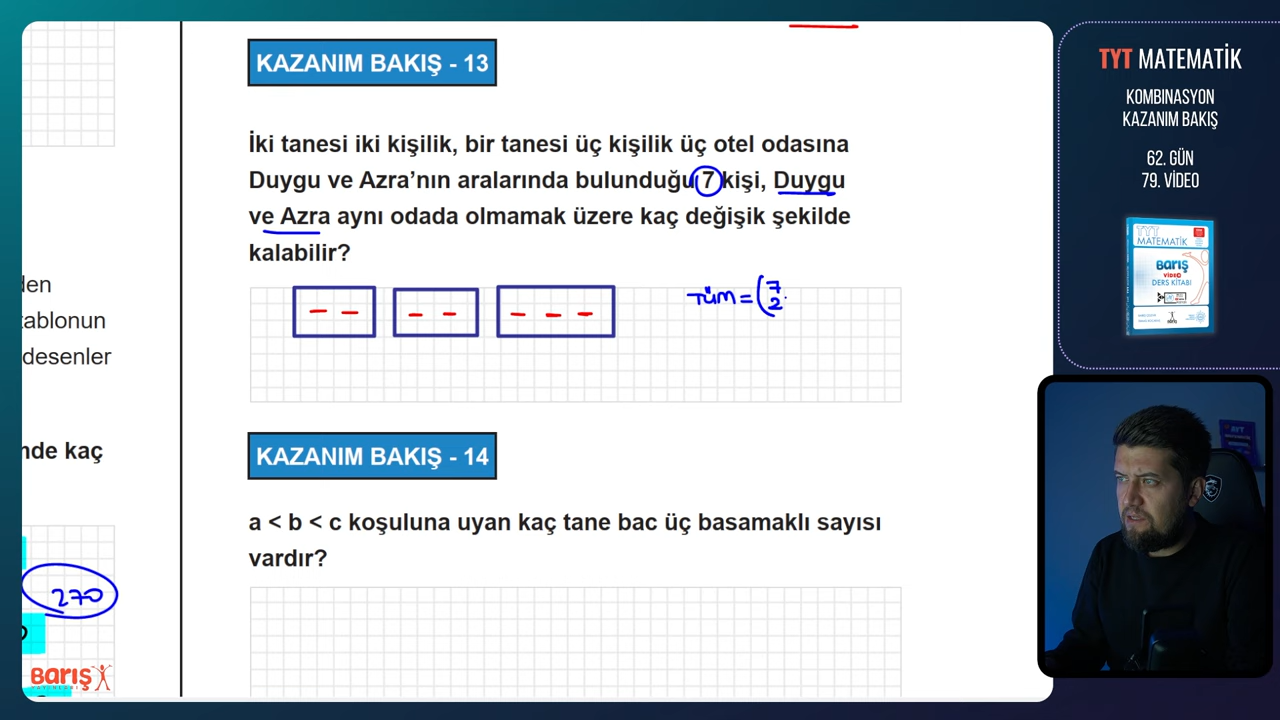 KAZANIM BAKIŞ - 13
İki tanesi iki kişilik, bir tanesi üç kişilik üç otel odasına
Duygu ve Azra'nın aralarında bulunduğu 7 kişi, Duygu
ve Azra aynı odada olmamak üzere kaç değişik şekilde
kalabilir?
TÜM = (7 2
KAZANIM BAKIŞ - 14
a < b < c koşuluna uyan kaç tane bac üç basamaklı sayısı
vardır?
den
tablonun
desenler
nde kaç
270
BARIŞ
TYT MATEMATİK
KOMBINASYON
KAZANIM BAKIŞ
62. GÜN
79. VİDEO
TYT
MATEMATİK
BARIŞ
VİDEO
DERS KİTABI